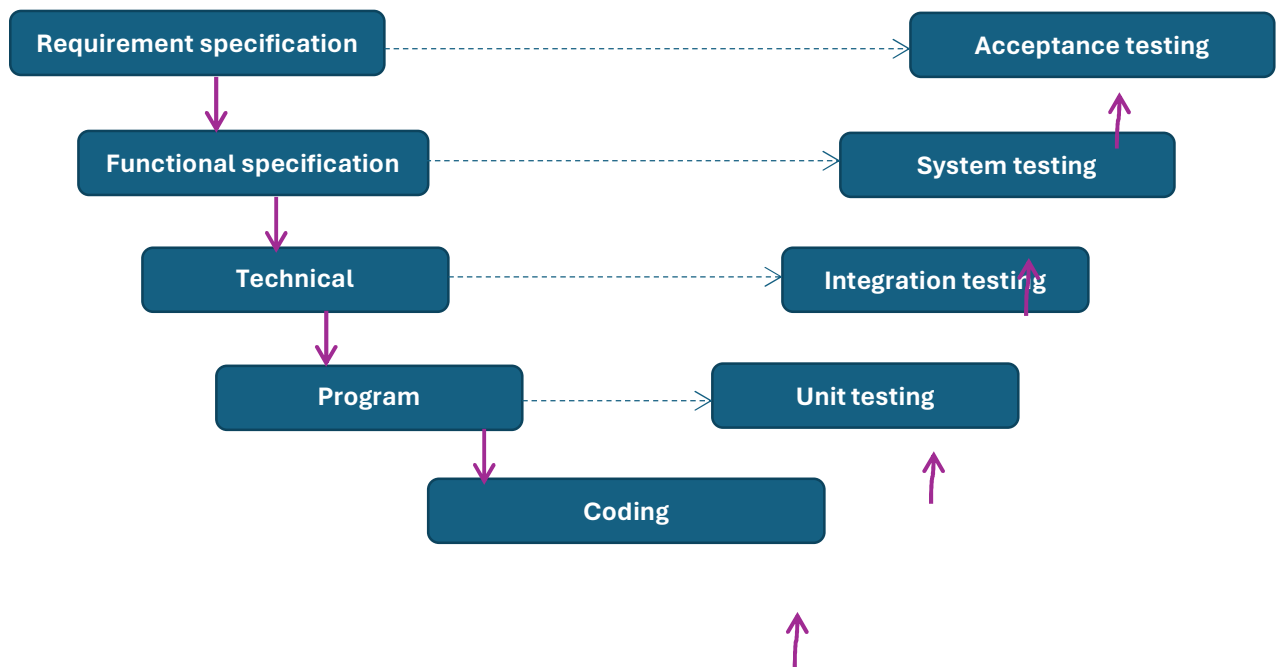 Requirement specification
Acceptance testing
Functional specification
System testing
Technical
Integration testing
Program
Unit testing
Coding